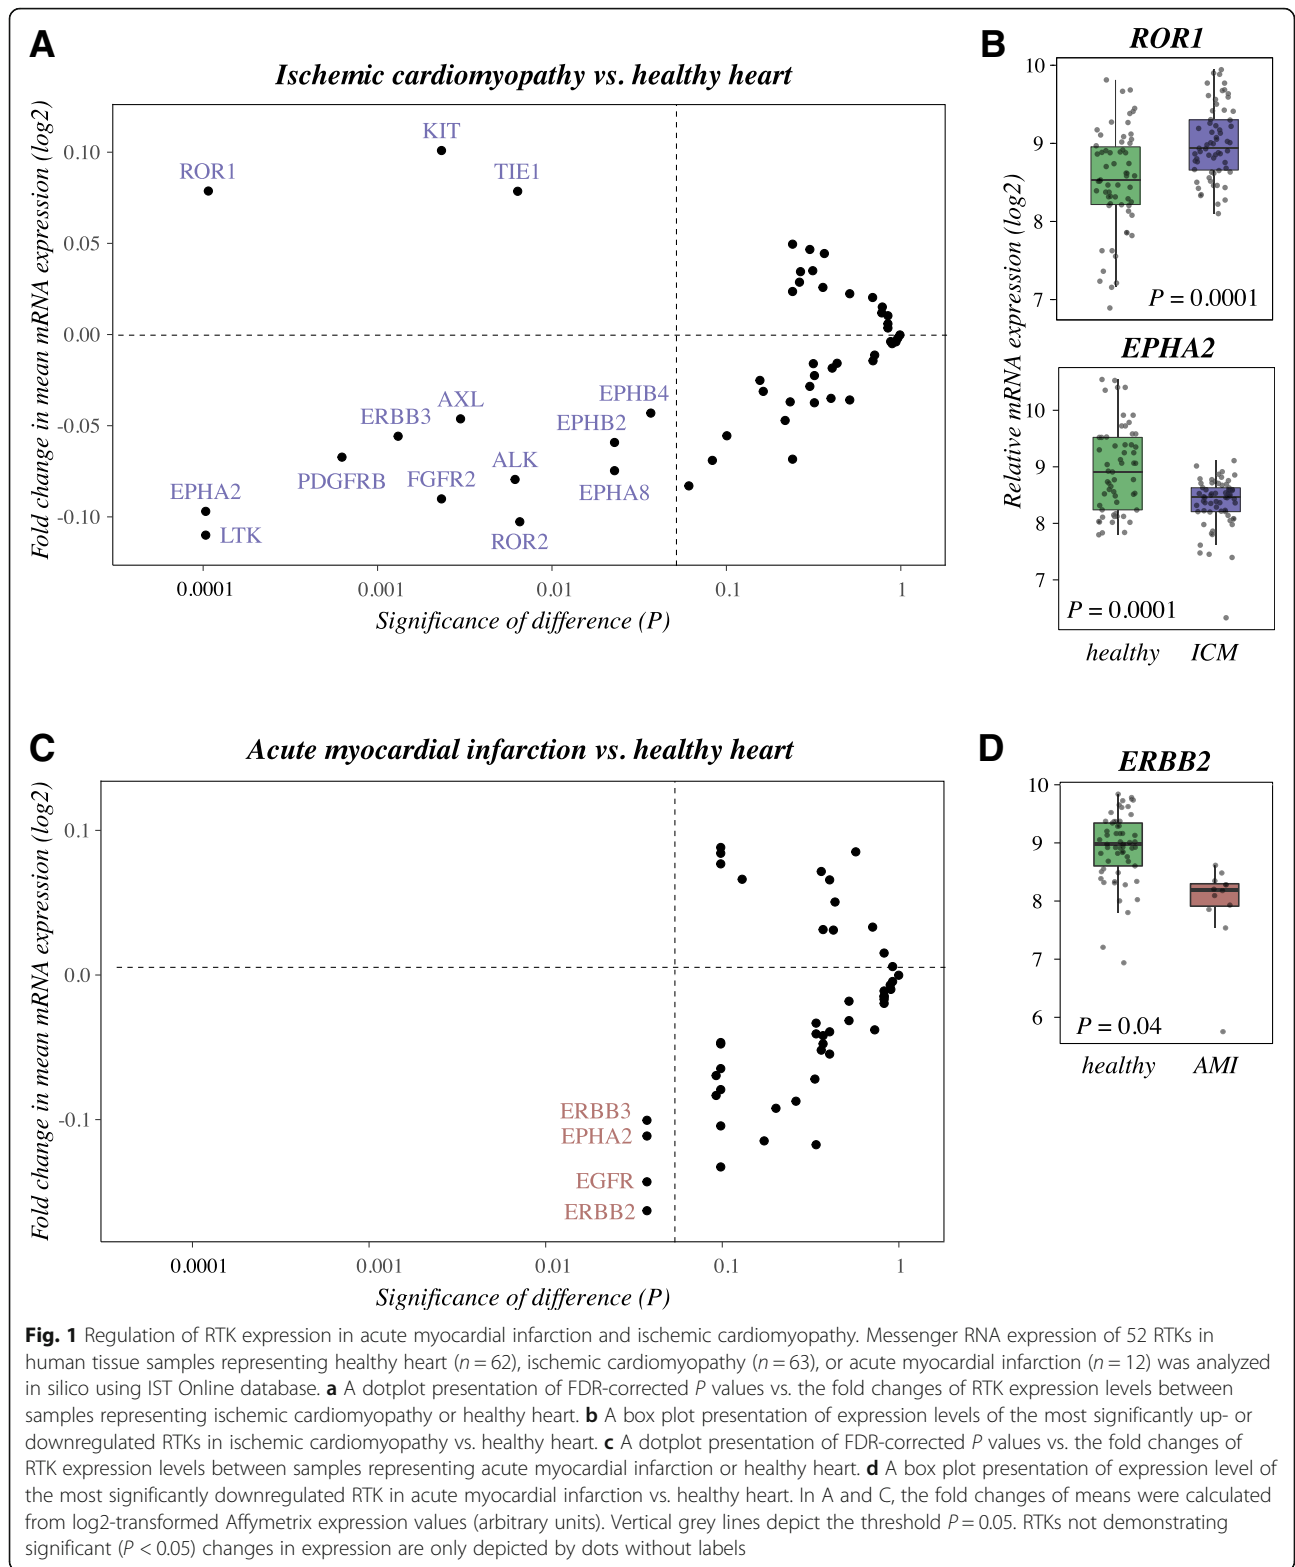 A
Ischemic cardiomyopathy vs. healthy heart
Fold change in mean mRNA expression (log2)
0.10
0.05
0.00
-0.05
-0.10
KIT
ROR1
TIE1
EPHB4
AXL
ERBB3
EPHB2
ALK
PDGFRB
FGFR2
EPHA8
EPHA2
LTK
ROR2
0.0001
0.001
0.01
0.1
1
Significance of difference (P)
B
ROR1
Relative mRNA expression (log2)
10
9
8
7
P = 0.0001
EPHA2
10
9
8
7
P = 0.0001
healthy
ICM
C
Acute myocardial infarction vs. healthy heart
Fold change in mean mRNA expression (log2)
0.1
0.0
-0.1
ERBB3
EPHA2
EGFR
ERBB2
0.0001
0.001
0.01
0.1
1
Significance of difference (P)
D
ERBB2
10
9
8
7
6
P = 0.04
healthy
AMI
Fig. 1 Regulation of RTK expression in acute myocardial infarction and ischemic cardiomyopathy. Messenger RNA expression of 52 RTKs in
human tissue samples representing healthy heart (n = 62), ischemic cardiomyopathy (n = 63), or acute myocardial infarction (n = 12) was analyzed
in silico using IST Online database. a A dotplot presentation of FDR-corrected P values vs. the fold changes of RTK expression levels between
samples representing ischemic cardiomyopathy or healthy heart. b A box plot presentation of expression levels of the most significantly up- or
downregulated RTKs in ischemic cardiomyopathy vs. healthy heart. c A dotplot presentation of FDR-corrected P values vs. the fold changes of
RTK expression levels between samples representing acute myocardial infarction or healthy heart. d A box plot presentation of expression level of
the most significantly downregulated RTK in acute myocardial infarction vs. healthy heart. In A and C, the fold changes of means were calculated
from log2-transformed Affymetrix expression values (arbitrary units). Vertical grey lines depict the threshold P = 0.05. RTKs not demonstrating
significant (P < 0.05) changes in expression are only depicted by dots without labels